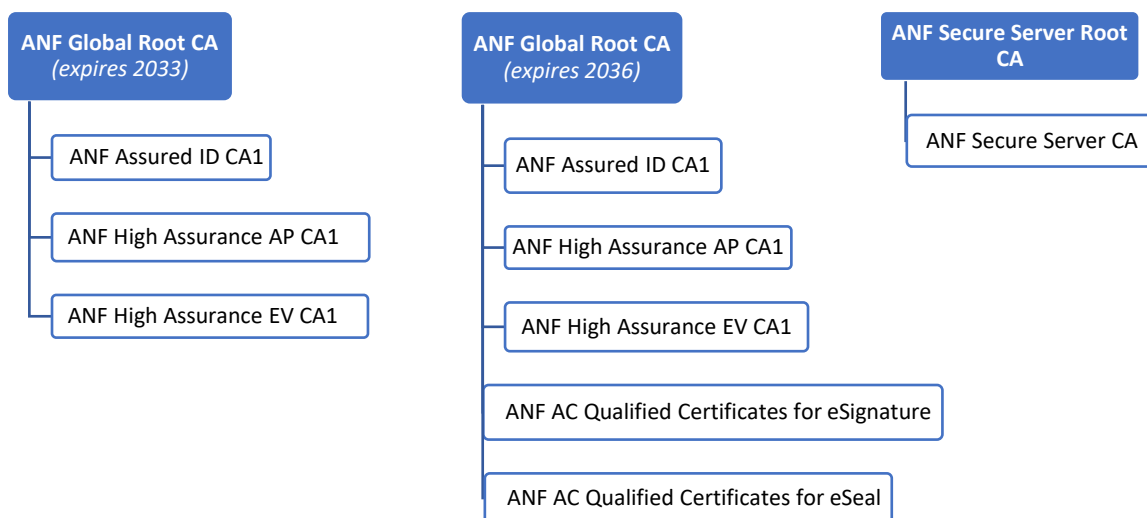 ANF Global Root CA
(expires 2033)
ANF Assured ID CA1
ANF High Assurance AP CA1
ANF High Assurance EV CA1
ANF Global Root CA
(expires 2036)
ANF Assured ID CA1
ANF High Assurance AP CA1
ANF High Assurance EV CA1
ANF AC Qualified Certificates for eSignature
ANF AC Qualified Certificates for eSeal
ANF Secure Server Root
CA
ANF Secure Server CA